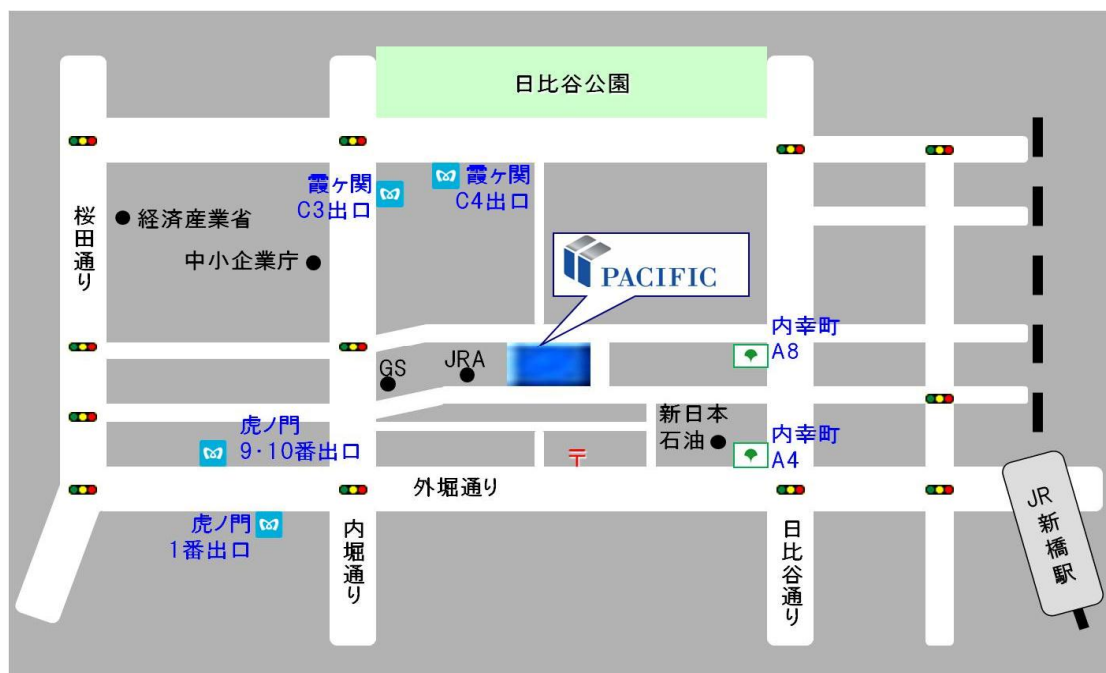 日比谷公園
霞ヶ関
C3出口
霞ヶ関
C4出口
桜田通り
経済産業省
中小企業庁
PACIFIC
内幸町
A8
GS
JRA
虎ノ門
9・10番出口
新日本
石油
内幸町
A4
〒
外堀通り
虎ノ門
1番出口
内堀通り
日比谷通り
JR新橋駅